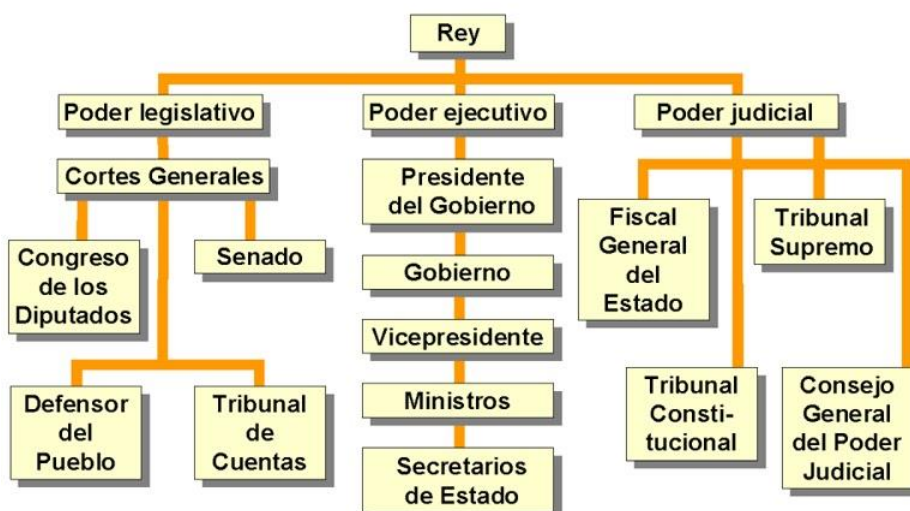 Rey
Poder legislativo
Poder ejecutivo
Poder judicial
Cortes Generales
Congreso
de los
Diputados
Senado
Defensor
del
Pueblo
Tribunal
de
Cuentas
Presidente
del Gobierno
Gobierno
Vicepresidente
Ministros
Secretarios
de Estado
Fiscal
General
del
Estado
Tribunal
Supremo
Tribunal
Consti-
tucional
Consejo
General
del Poder
Judicial